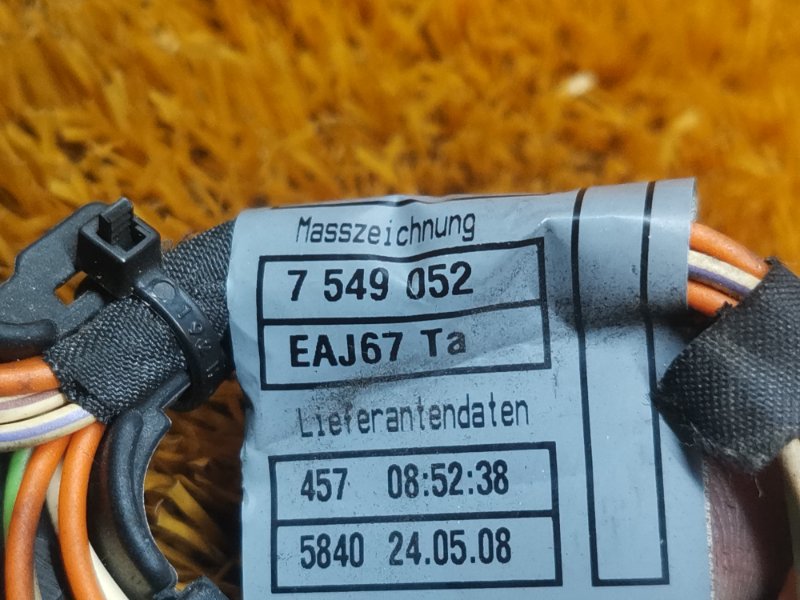 Masszeichnung
7 549 052
EAJ67 Ta
Lieferantendaten
457 08:52:38
5840 24.05.08